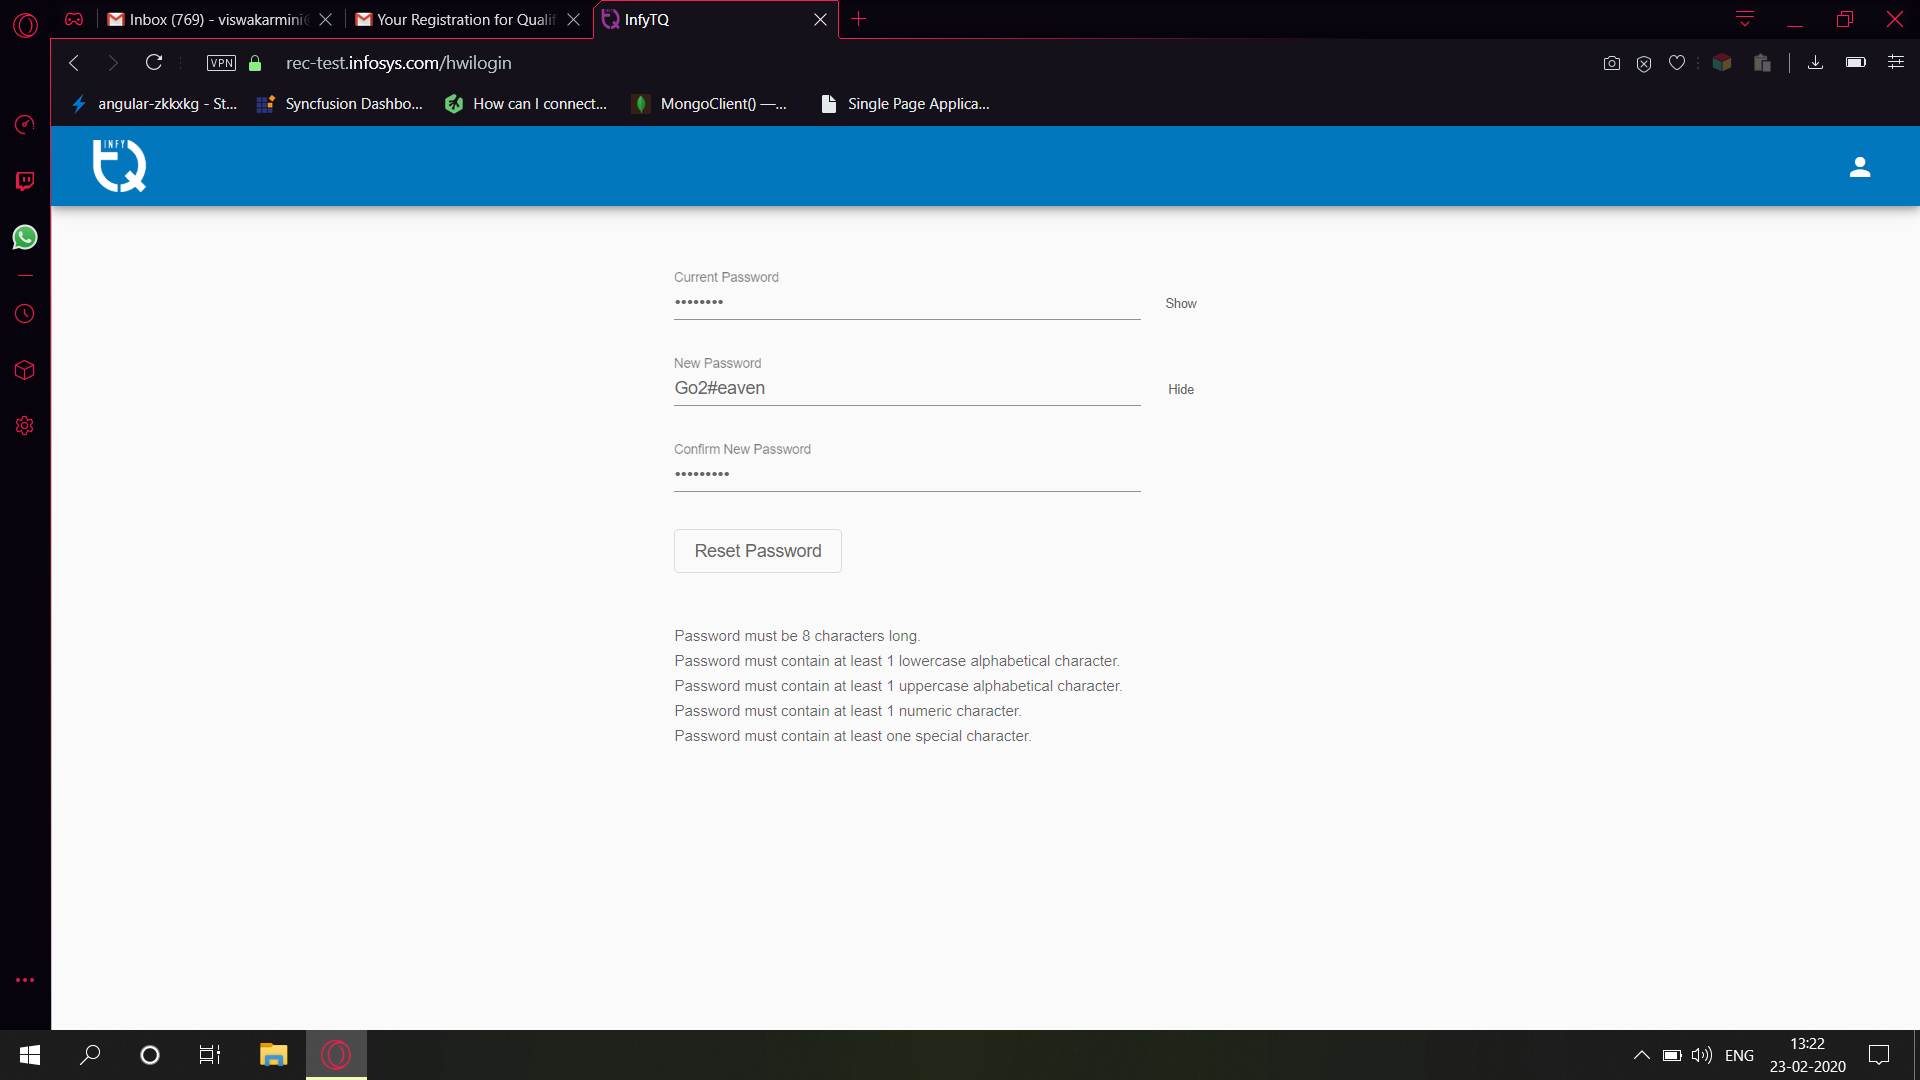 Inbox (769) - viswakarmini@
Your Registration for Qualif
InfyTQ
VPN
rec-test.infosys.com/hwilogin
angular-zkkxkg - St...
Syncfusion Dashbo...
How can I connect...
MongoClient() —...
Single Page Applica...
INFY
TQ
Current Password
••••••••
Show
New Password
Go2#eaven
Hide
Confirm New Password
•••••••••
Reset Password
Password must be 8 characters long.
Password must contain at least 1 lowercase alphabetical character.
Password must contain at least 1 uppercase alphabetical character.
Password must contain at least 1 numeric character.
Password must contain at least one special character.
ENG
13:22
23-02-2020